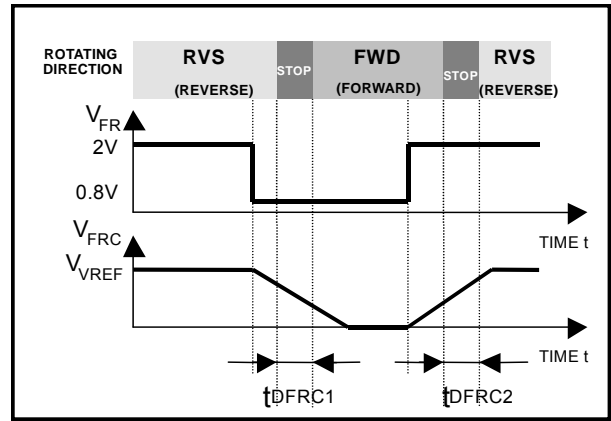 ROTATING
DIRECTION
RVS
(REVERSE)
STOP
FWD
(FORWARD)
STOP
RVS
(REVERSE)
VFR
2V
0.8V
TIME t
VFRC
VVREF
TIME t
tDFRC1
tDFRC2